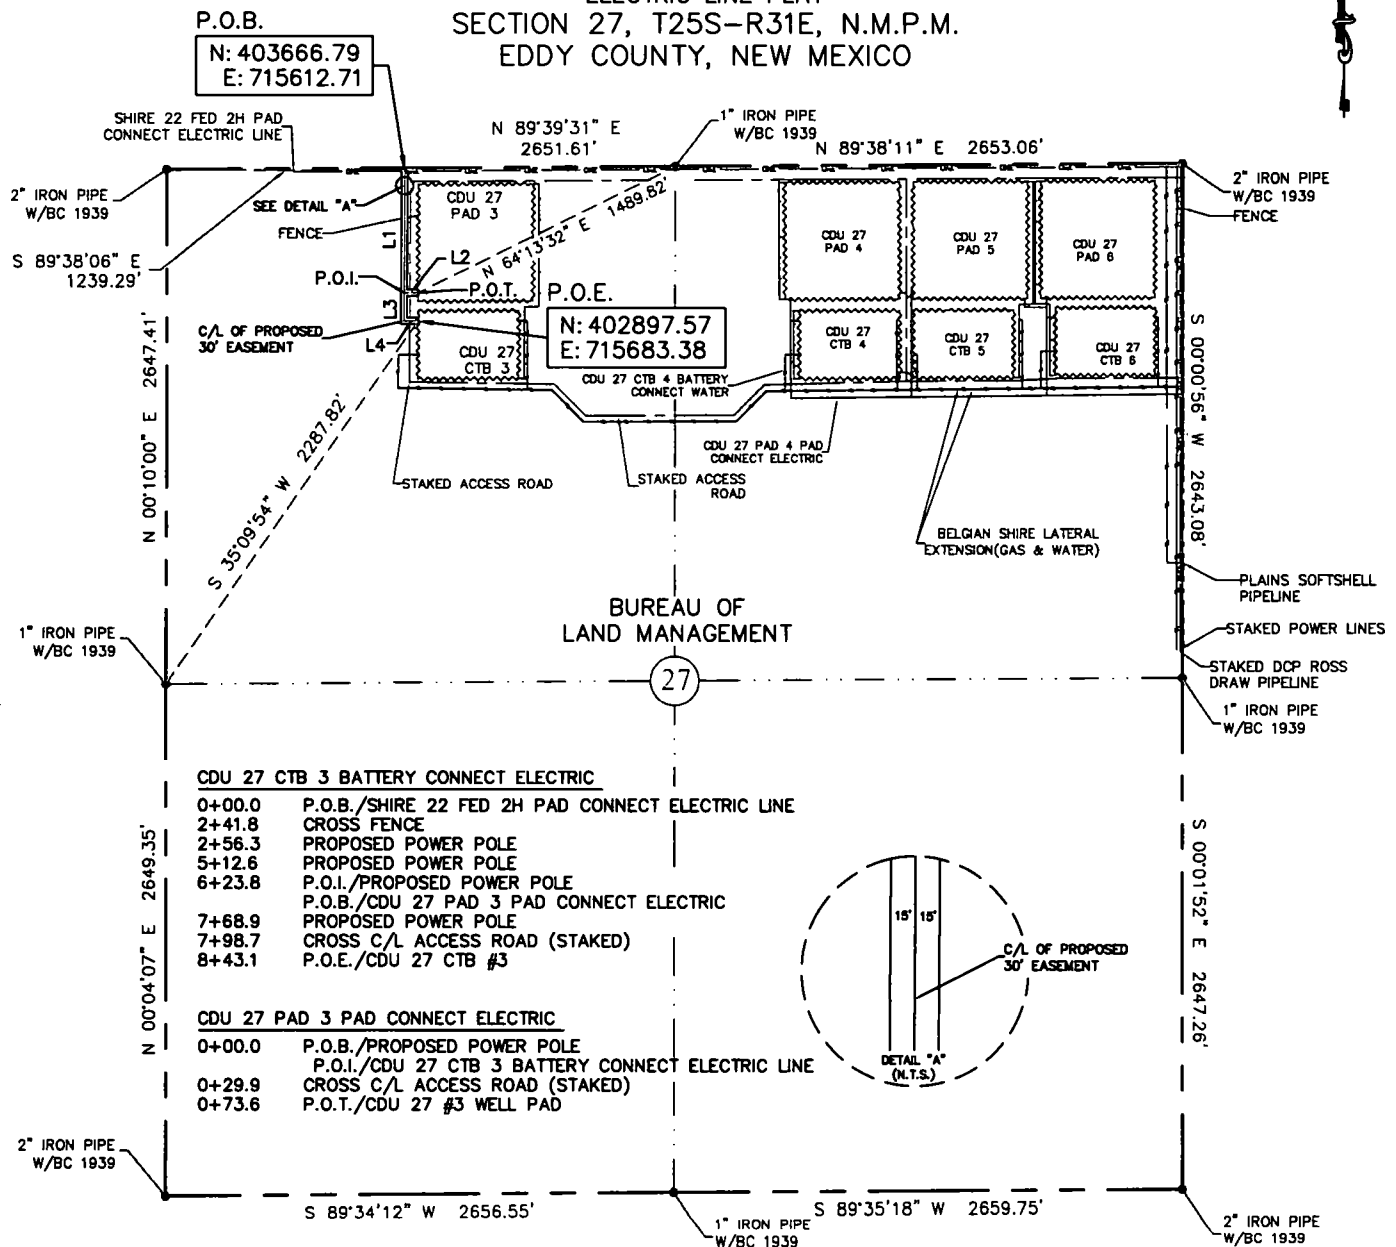 ELECTRIC LINE PLAT
SECTION 27, T25S-R31E, N.M.P.M.
EDDY COUNTY, NEW MEXICO
P.O.B.
N: 403666.79
E: 715612.71
SHIRE 22 FED 2H PAD
CONNECT ELECTRIC LINE
N 89°39'31" E
2651.61'
1" IRON PIPE
W/BC 1939
N 89°38'11" E 2653.06'
2" IRON PIPE
W/BC 1939
2" IRON PIPE
W/BC 1939
FENCE
SEE DETAIL "A"
FENCE
S 89°38'06" E
1239.29'
L1
L2
P.O.I.
P.O.T.
L3
L4
C/L OF PROPOSED
30' EASEMENT
CDU 27
PAD 3
N 64°13'32" E 1489.82'
P.O.E.
N: 402897.57
E: 715683.38
CDU 27
CTB 3
CDU 27
PAD 4
CDU 27
PAD 5
CDU 27
PAD 6
CDU 27
CTB 4
CDU 27
CTB 5
CDU 27
CTB 6
CDU 27 CTB 4 BATTERY
CONNECT WATER
CDU 27 PAD 4 PAD
CONNECT ELECTRIC
STAKED ACCESS ROAD
STAKED ACCESS
ROAD
BELGIAN SHIRE LATERAL
EXTENSION(GAS & WATER)
N 00°10'00" E 2647.41'
S 35°09'54" W 2287.82'
S 00°00'56" W 2643.08'
PLAINS SOFTSHELL
PIPELINE
STAKED POWER LINES
STAKED DCP ROSS
DRAW PIPELINE
1" IRON PIPE
W/BC 1939
1" IRON PIPE
W/BC 1939
BUREAU OF
LAND MANAGEMENT
27
CDU 27 CTB 3 BATTERY CONNECT ELECTRIC
0+00.0 P.O.B./SHIRE 22 FED 2H PAD CONNECT ELECTRIC LINE
2+41.8 CROSS FENCE
2+56.3 PROPOSED POWER POLE
5+12.6 PROPOSED POWER POLE
6+23.8 P.O.I./PROPOSED POWER POLE
P.O.B./CDU 27 PAD 3 PAD CONNECT ELECTRIC
7+68.9 PROPOSED POWER POLE
7+98.7 CROSS C/L ACCESS ROAD (STAKED)
8+43.1 P.O.E./CDU 27 CTB #3
CDU 27 PAD 3 PAD CONNECT ELECTRIC
0+00.0 P.O.B./PROPOSED POWER POLE
P.O.I./CDU 27 CTB 3 BATTERY CONNECT ELECTRIC LINE
0+29.9 CROSS C/L ACCESS ROAD (STAKED)
0+73.6 P.O.T./CDU 27 #3 WELL PAD
15' 15'
C/L OF PROPOSED
30' EASEMENT
DETAIL "A"
(N.T.S.)
N 00°04'07" E 2649.35'
S 00°01'52" E 2647.26'
2" IRON PIPE
W/BC 1939
S 89°34'12" W 2656.55'
1" IRON PIPE
W/BC 1939
S 89°35'18" W 2659.75'
2" IRON PIPE
W/BC 1939